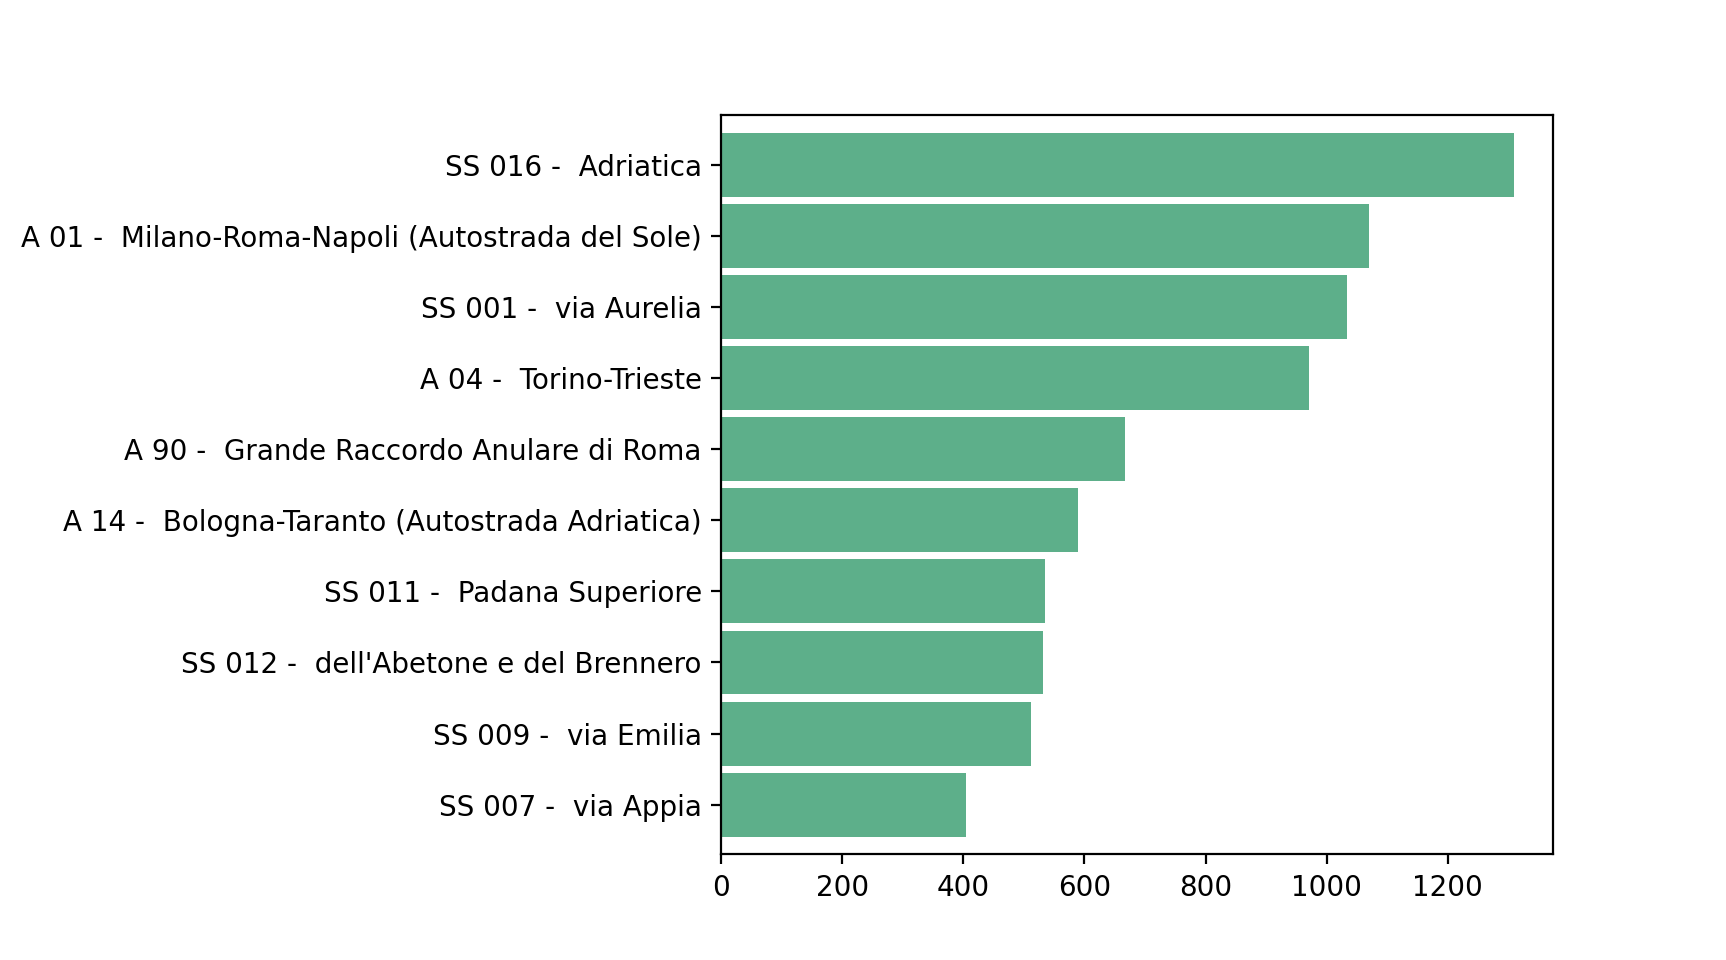 SS 016 -  Adriatica
A 01 -  Milano-Roma-Napoli (Autostrada del Sole)
SS 001 -  via Aurelia
A 04 -  Torino-Trieste
A 90 -  Grande Raccordo Anulare di Roma
A 14 -  Bologna-Taranto (Autostrada Adriatica)
SS 011 -  Padana Superiore
SS 012 -  dell'Abetone e del Brennero
SS 009 -  via Emilia
SS 007 -  via Appia
0 200 400 600 800 1000 1200